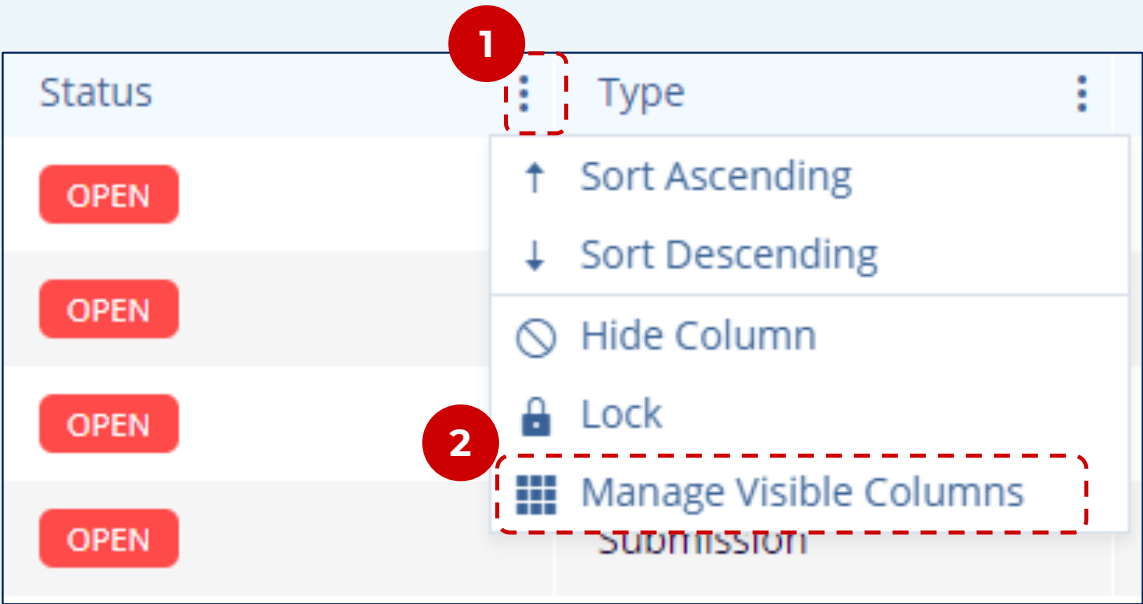 1
Status
Type
OPEN
Sort Ascending
Sort Descending
OPEN
Hide Column
OPEN
Lock
2
Manage Visible Columns
OPEN
Submission